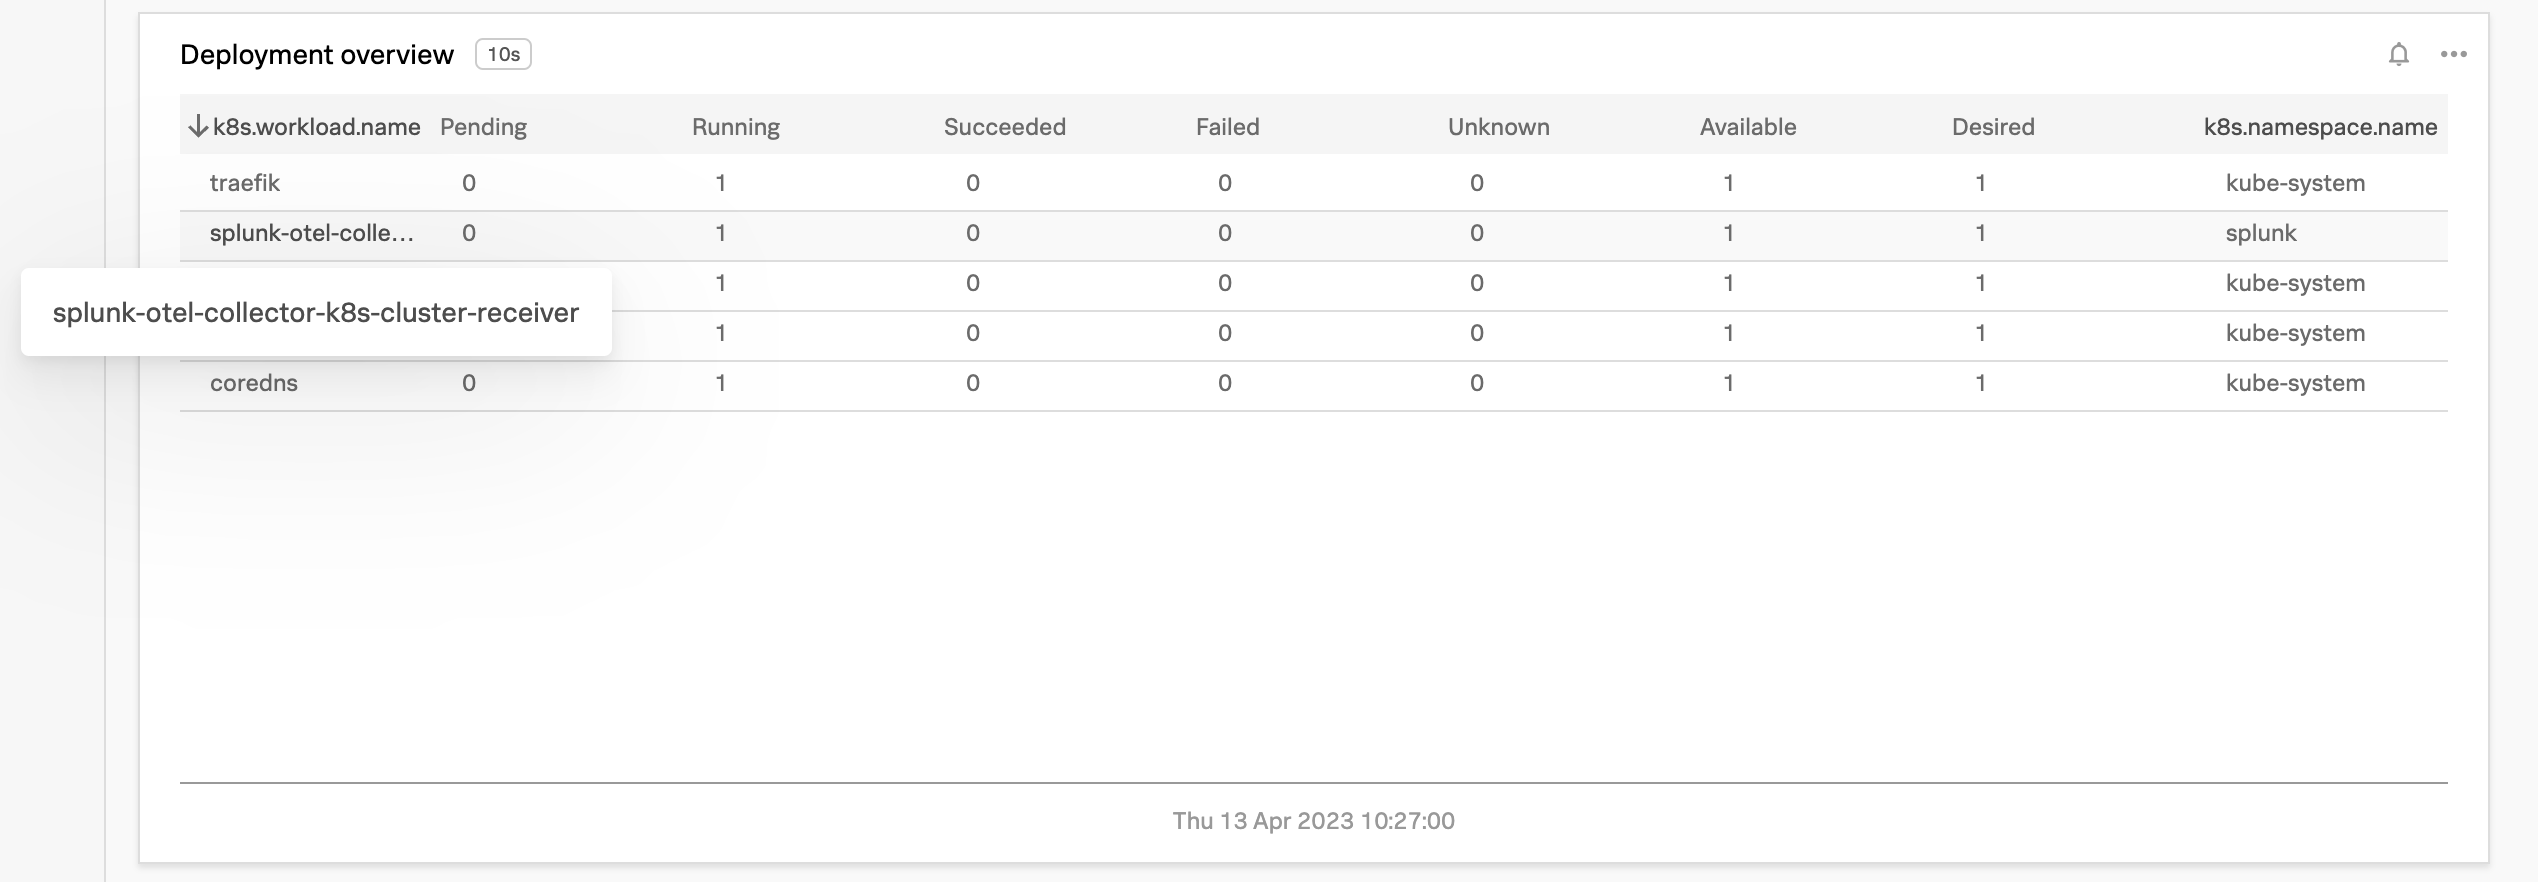 Deployment overview 10s
k8s.workload.name Pending Running Succeeded Failed Unknown Available Desired k8s.namespace.name
traefik 0 1 0 0 0 1 1 kube-system
splunk-otel-colle... 0 1 0 0 0 1 1 splunk
1 0 0 0 1 1 kube-system
splunk-otel-collector-k8s-cluster-receiver
1 0 0 0 1 1 kube-system
coredns 0 1 0 0 0 1 1 kube-system
Thu 13 Apr 2023 10:27:00